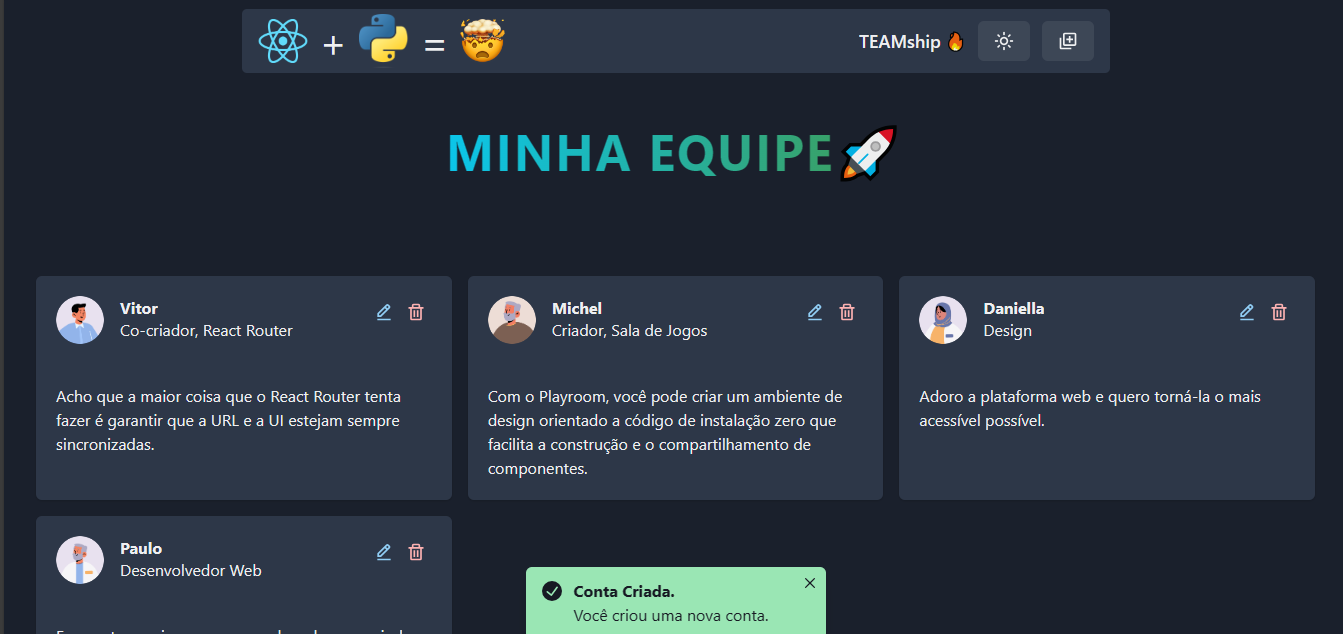 + =
TEAMship
MINHA EQUIPE
Vitor
Co-criador, React Router
Acho que a maior coisa que o React Router tenta
fazer é garantir que a URL e a UI estejam sempre
sincronizadas.
Michel
Criador, Sala de Jogos
Com o Playroom, você pode criar um ambiente de
design orientado a código de instalação zero que
facilita a construção e o compartilhamento de
componentes.
Daniella
Design
Adoro a plataforma web e quero torná-la o mais
acessível possível.
Paulo
Desenvolvedor Web
Conta Criada.
Você criou uma nova conta.